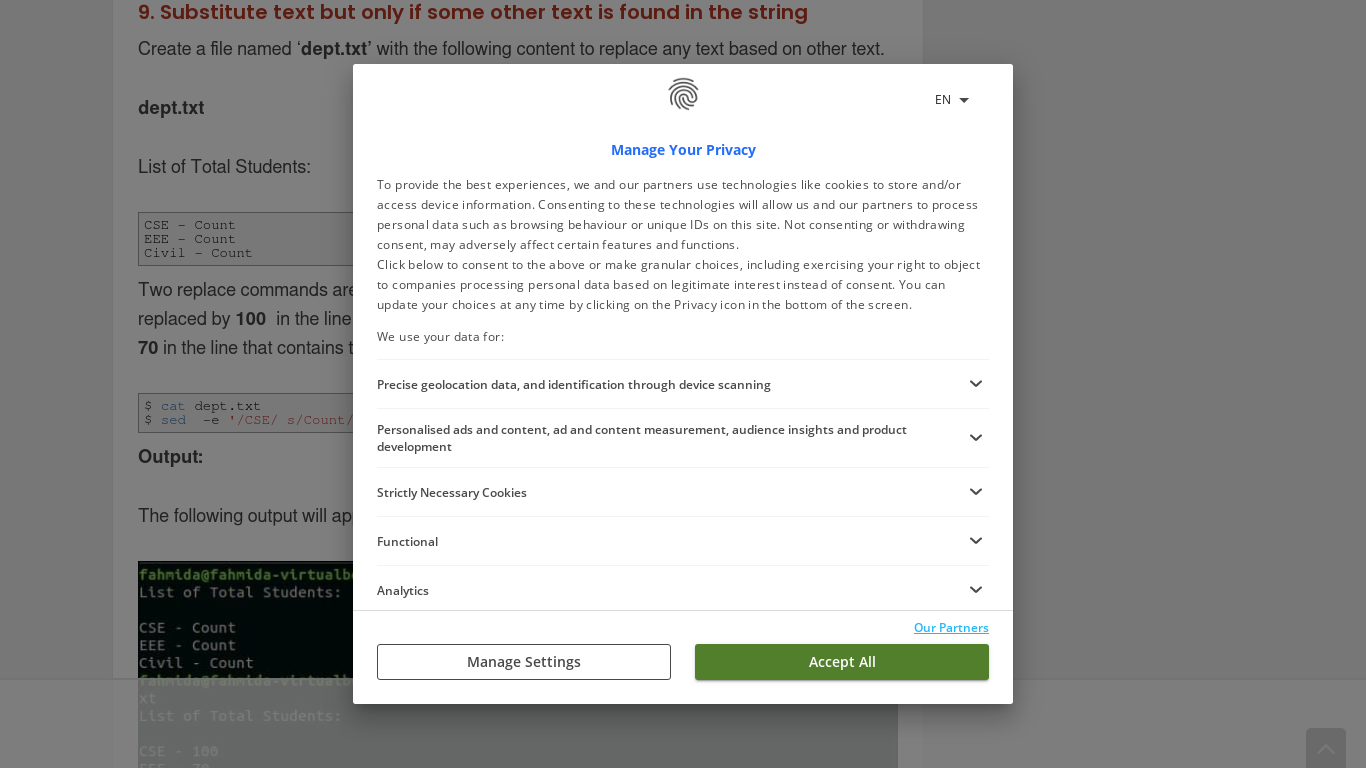 9. Substitute text but only if some other text is found in the string
Create a file named ‘dept.txt’ with the following content to replace any text based on other text.
dept.txt
List of Total Students:
CSE - Count
EEE - Count
Civil - Count
Two replace commands are
replaced by 100 in the line
70 in the line that contains t
$ cat dept.txt
$ sed -e '/CSE/ s/Count/
Output:
The following output will ap
fahmida@fahmida-virtualb
List of Total Students:
CSE - Count
EEE - Count
Civil - Count
fahmida@fahmida-virtualb
xt
List of Total Students:
CSE - 100
EEE - 70
EN
Manage Your Privacy
To provide the best experiences, we and our partners use technologies like cookies to store and/or
access device information. Consenting to these technologies will allow us and our partners to process
personal data such as browsing behaviour or unique IDs on this site. Not consenting or withdrawing
consent, may adversely affect certain features and functions.
Click below to consent to the above or make granular choices, including exercising your right to object
to companies processing personal data based on legitimate interest instead of consent. You can
update your choices at any time by clicking on the Privacy icon in the bottom of the screen.
We use your data for:
Precise geolocation data, and identification through device scanning
Personalised ads and content, ad and content measurement, audience insights and product
development
Strictly Necessary Cookies
Functional
Analytics
Our Partners
Manage Settings
Accept All